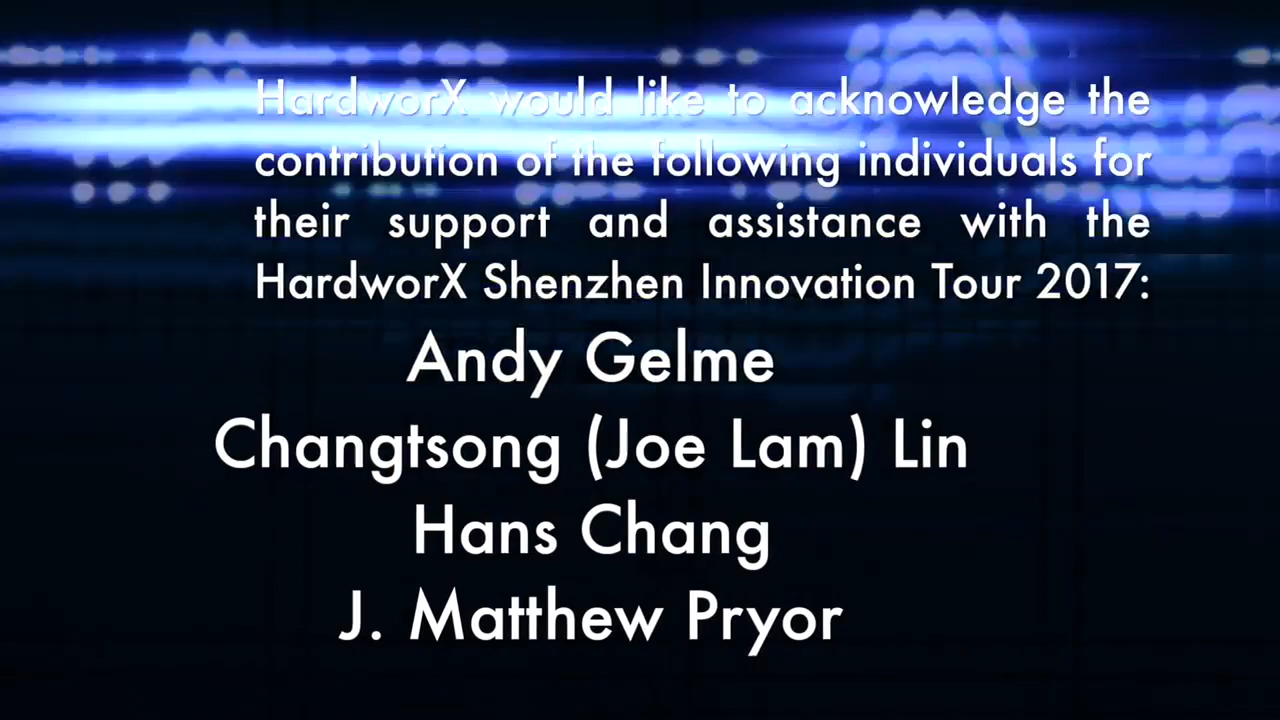 HardworX would like to acknowledge the
contribution of the following individuals for
their support and assistance with the
HardworX Shenzhen Innovation Tour 2017:
Andy Gelme
Changtsong (Joe Lam) Lin
Hans Chang
J. Matthew Pryor